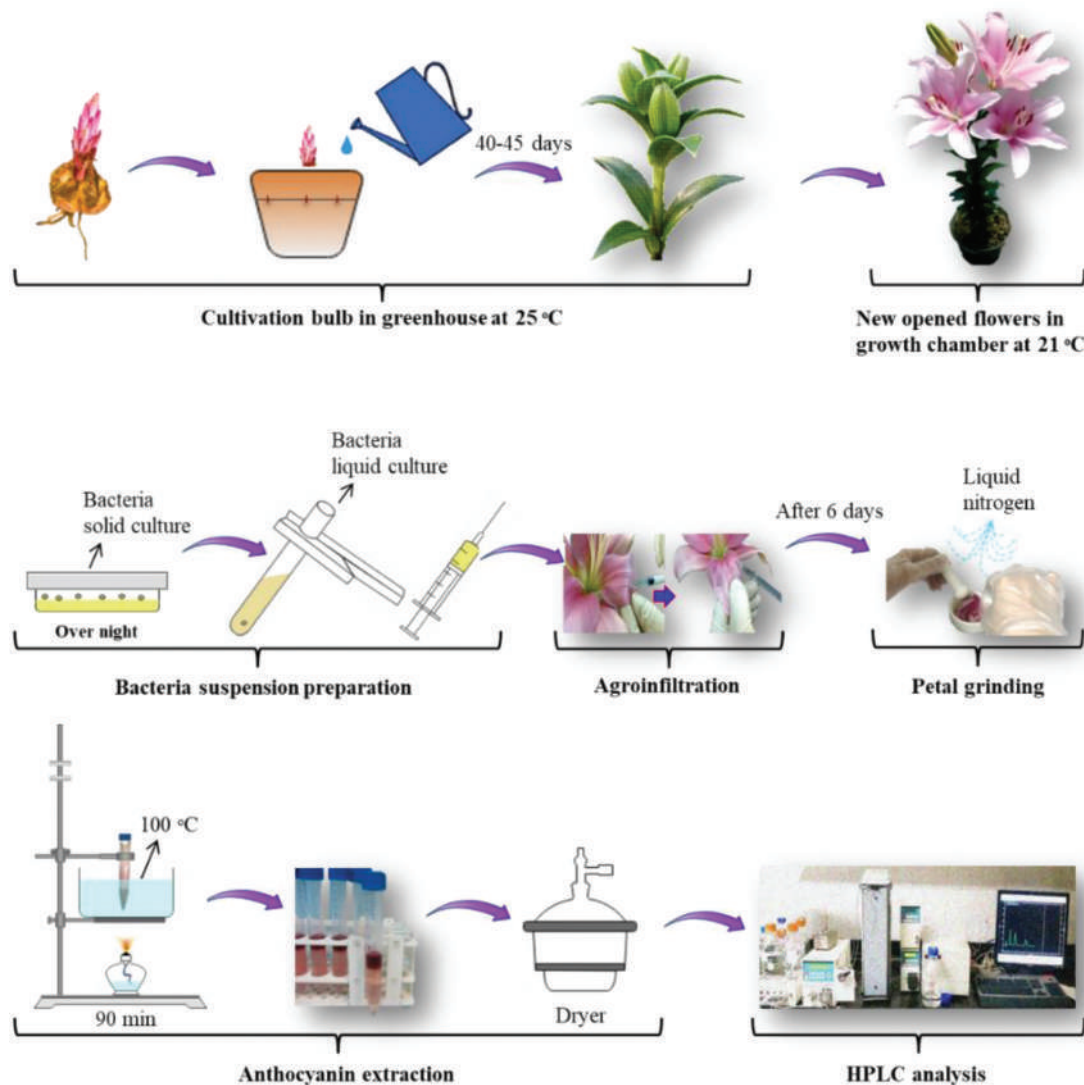 40-45 days
Cultivation bulb in greenhouse at 25 °C
New opened flowers in
growth chamber at 21 °C
Bacteria
solid culture
Over night
Bacteria
liquid culture
After 6 days
Liquid
nitrogen
Bacteria suspension preparation
Agroinfiltration
Petal grinding
100 °C
90 min
Dryer
Anthocyanin extraction
HPLC analysis